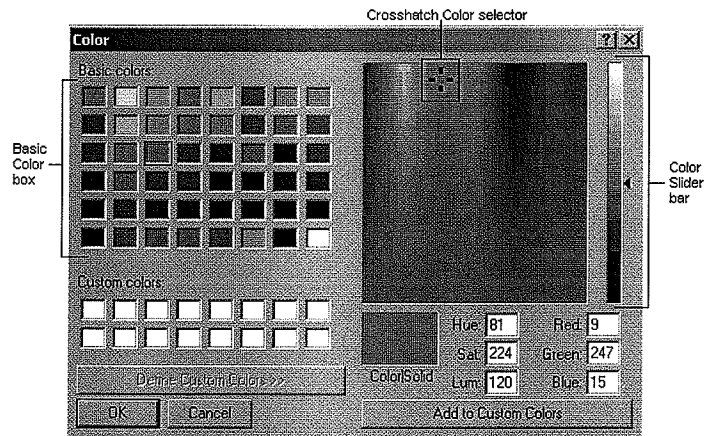 Crosshatch Color selector
Color
? X
Basic colors:
Basic
Color
box
Color
Slider
bar
Custom colors:
Hue: 81 Red: 9
Sat: 224 Green: 247
Color|Solid
Lum: 120 Blue: 15
Define Custom Colors >>
OK Cancel
Add to Custom Colors